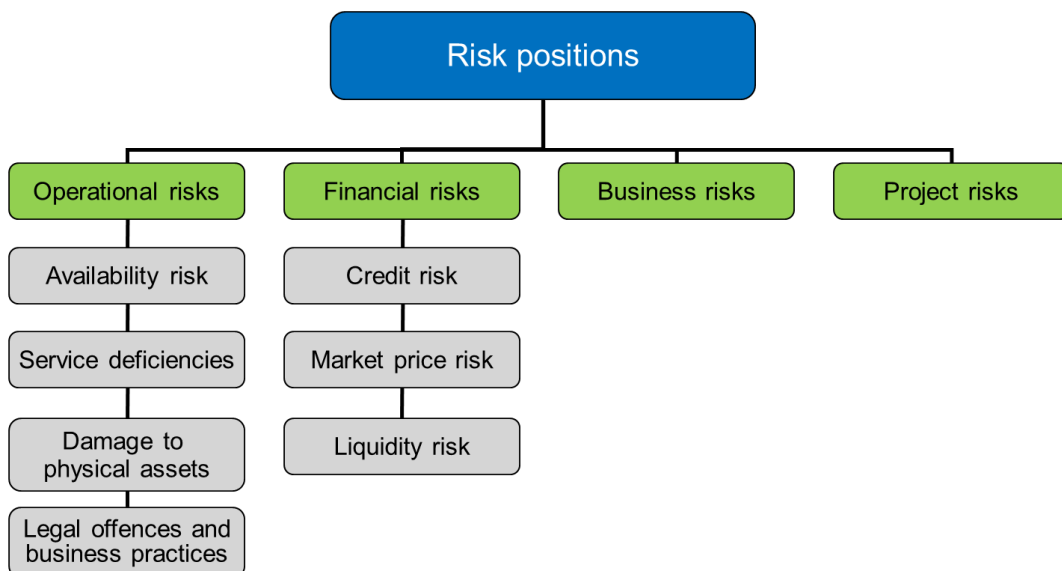 Risk positions
Operational risks
Financial risks
Business risks
Project risks
Availability risk
Credit risk
Service deficiencies
Market price risk
Damage to
physical assets
Liquidity risk
Legal offences and
business practices